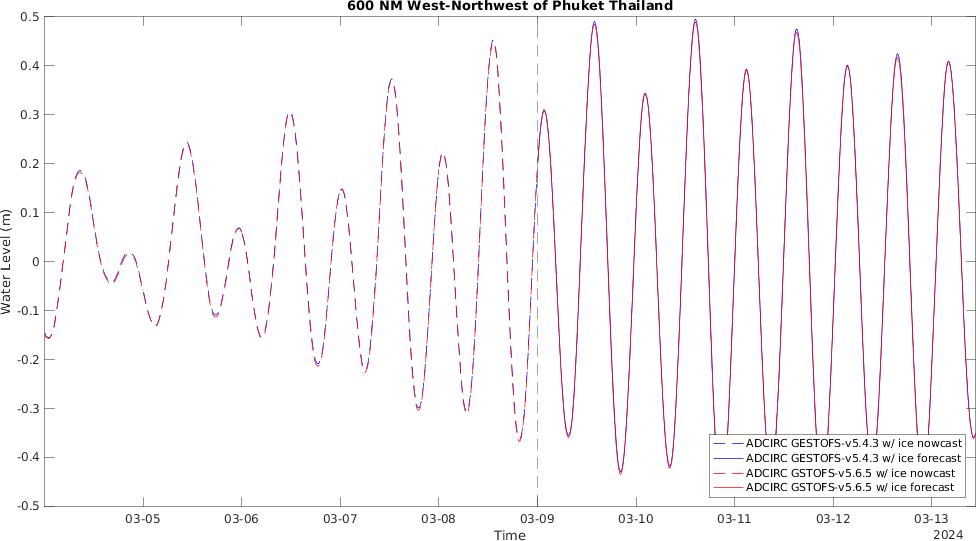 600 NM West-Northwest of Phuket Thailand
0.5
0.4
0.3
0.2
0.1
0
-0.1
-0.2
-0.3
-0.4
-0.5
Water Level (m)
ADCIRC GESTOFS-v5.4.3 w/ ice nowcast
ADCIRC GESTOFS-v5.4.3 w/ ice forecast
ADCIRC GSTOFS-v5.6.5 w/ ice nowcast
ADCIRC GSTOFS-v5.6.5 w/ ice forecast
03-05 03-06 03-07 03-08 03-09 03-10 03-11 03-12 03-13
Time
2024